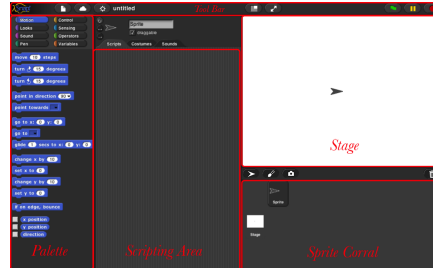 untitled
Tool Bar
Motion
Control
Looks
Sensing
Sound
Operators
Pen
Variables
Sprite
draggable
Scripts Costumes Sounds
move 10 steps
turn 15 degrees
turn 15 degrees
point in direction 90
point towards
go to x: 0 y: 0
go to
glide 1 secs to x: 0 y: 0
change x by 10
set x to 0
change y by 10
set y to 0
if on edge, bounce
x position
y position
direction
Palette
Scripting Area
Stage
Sprite
Stage
Sprite Corral